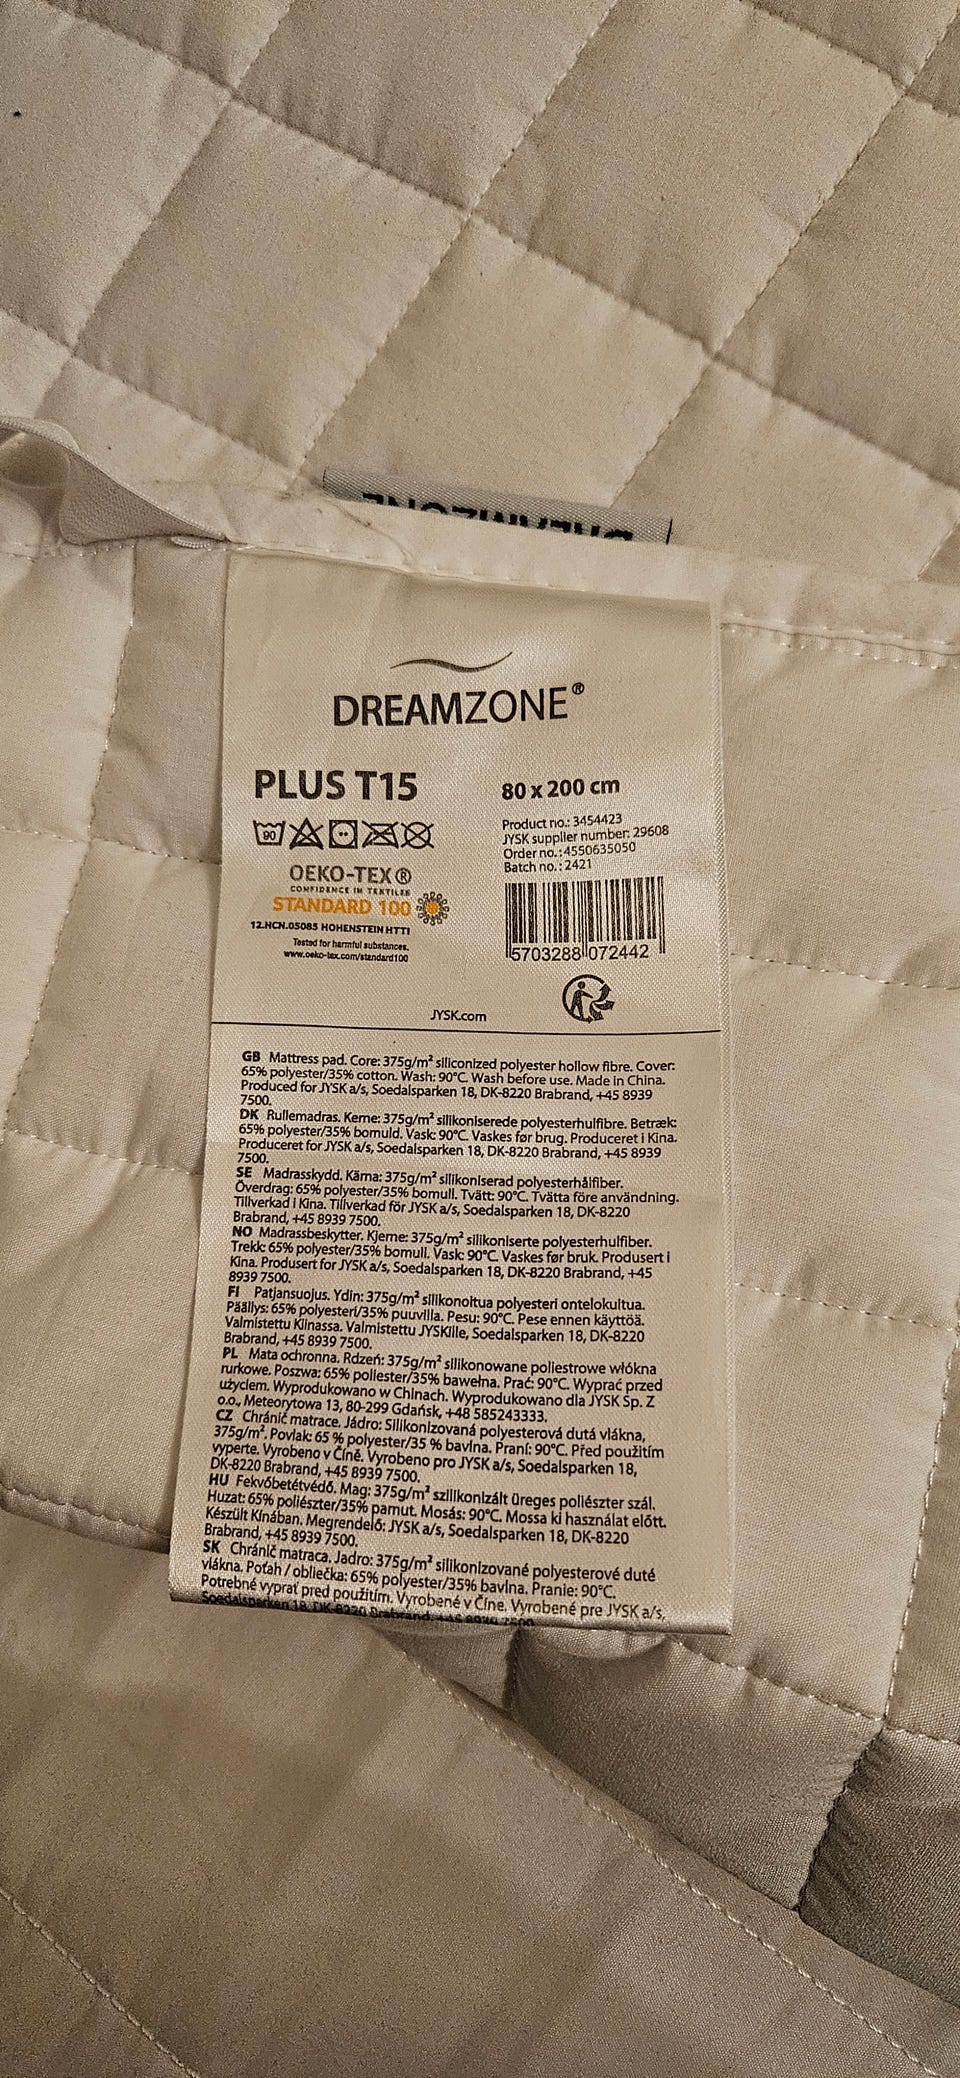 DREAMZONE
DREAMZONE®
PLUS T15
80 x 200 cm
90
Product no.: 3454423
JYSK supplier number: 29608
Order no.: 4550635050
Batch no.: 2421
OEKO-TEX®
CONFIDENCE IN TEXTILES
STANDARD 100
12.HCN.05085 HOHENSTEIN HTTI
Tested for harmful substances.
www.oeko-tex.com/standard100
5703288 072442
JYSK.com
GB Mattress pad. Core: 375g/m² siliconized polyester hollow fibre. Cover:
65% polyester/35% cotton. Wash: 90°C. Wash before use. Made in China.
Produced for JYSK a/s, Soedalsparken 18, DK-8220 Brabrand, +45 8939
7500.
DK Rullemadras. Kerne: 375g/m² silikoniserede polyesterhulfibre. Betræk:
65% polyester/35% bomuld. Vask: 90°C. Vaskes før brug. Produceret i Kina.
Produceret for JYSK a/s, Soedalsparken 18, DK-8220 Brabrand, +45 8939
7500.
SE Madrasskydd. Kärna: 375g/m² silikoniserad polyesterhålfiber.
Överdrag: 65% polyester/35% bomull. Tvätt: 90°C. Tvätta före användning.
Tillverkad i Kina. Tillverkad för JYSK a/s, Soedalsparken 18, DK-8220
Brabrand, +45 8939 7500.
NO Madrassbeskytter. Kjerne: 375g/m² silikoniserte polyesterhulfiber.
Trekk: 65% polyester/35% bomull. Vask: 90°C. Vaskes før bruk. Produsert i
Kina. Produsert for JYSK a/s, Soedalsparken 18, DK-8220 Brabrand, +45
8939 7500.
FI Patjansuojus. Ydin: 375g/m² silikonoitua polyesteri ontelokuitua.
Päällys: 65% polyesteri/35% puuvilla. Pesu: 90°C. Pese ennen käyttöä.
Valmistettu Kiinassa. Valmistettu JYSKille, Soedalsparken 18, DK-8220
Brabrand, +45 8939 7500.
PL Mata ochronna. Rdzeń: 375g/m² silikonowane poliestrowe włókna
rurkowe. Poszwa: 65% poliester/35% bawełna. Prać: 90°C. Wyprać przed
użyciem. Wyprodukowano w Chinach. Wyprodukowano dla JYSK Sp. Z
o.o., Meteorytowa 13, 80-299 Gdańsk, +48 585243333.
CZ Chránič matrace. Jádro: Silikonizovaná polyesterová dutá vlákna,
375g/m². Povlak: 65 % polyester/35 % bavlna. Praní: 90°C. Před použitím
vyperte. Vyrobeno v Číně. Vyrobeno pro JYSK a/s, Soedalsparken 18,
DK-8220 Brabrand, +45 8939 7500.
HU Fekvőbetétvédő. Mag: 375g/m² szilikonizált üreges poliészter szál.
Huzat: 65% poliészter/35% pamut. Mosás: 90°C. Mossa ki használat előtt.
Készült Kínában. Megrendelő: JYSK a/s, Soedalsparken 18, DK-8220
Brabrand, +45 8939 7500.
SK Chránič matraca. Jadro: 375g/m² silikonizované polyesterové duté
vlákna. Poťah / obliečka: 65% polyester/35% bavlna. Pranie: 90°C.
Potrebné vyprať pred použitím. Vyrobené v Číne. Vyrobené pre JYSK a/s,
Soedalsparken 18, DK-8220 Brabrand, +45 8939 7500